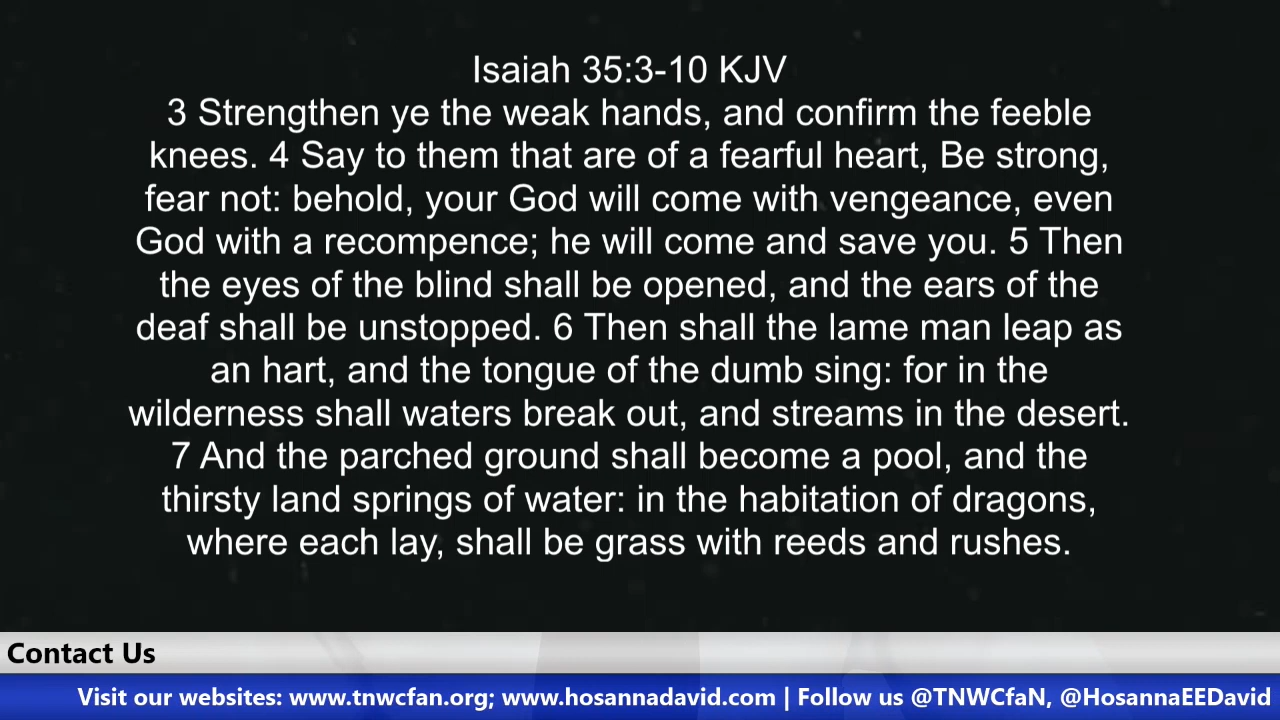 Isaiah 35:3-10 KJV
3 Strengthen ye the weak hands, and confirm the feeble
knees. 4 Say to them that are of a fearful heart, Be strong,
fear not: behold, your God will come with vengeance, even
God with a recompence; he will come and save you. 5 Then
the eyes of the blind shall be opened, and the ears of the
deaf shall be unstopped. 6 Then shall the lame man leap as
an hart, and the tongue of the dumb sing: for in the
wilderness shall waters break out, and streams in the desert.
7 And the parched ground shall become a pool, and the
thirsty land springs of water: in the habitation of dragons,
where each lay, shall be grass with reeds and rushes.
Contact Us
Visit our websites: www.tnwcfan.org; www.hosannadavid.com | Follow us @TNWCfaN, @HosannaEEDavid